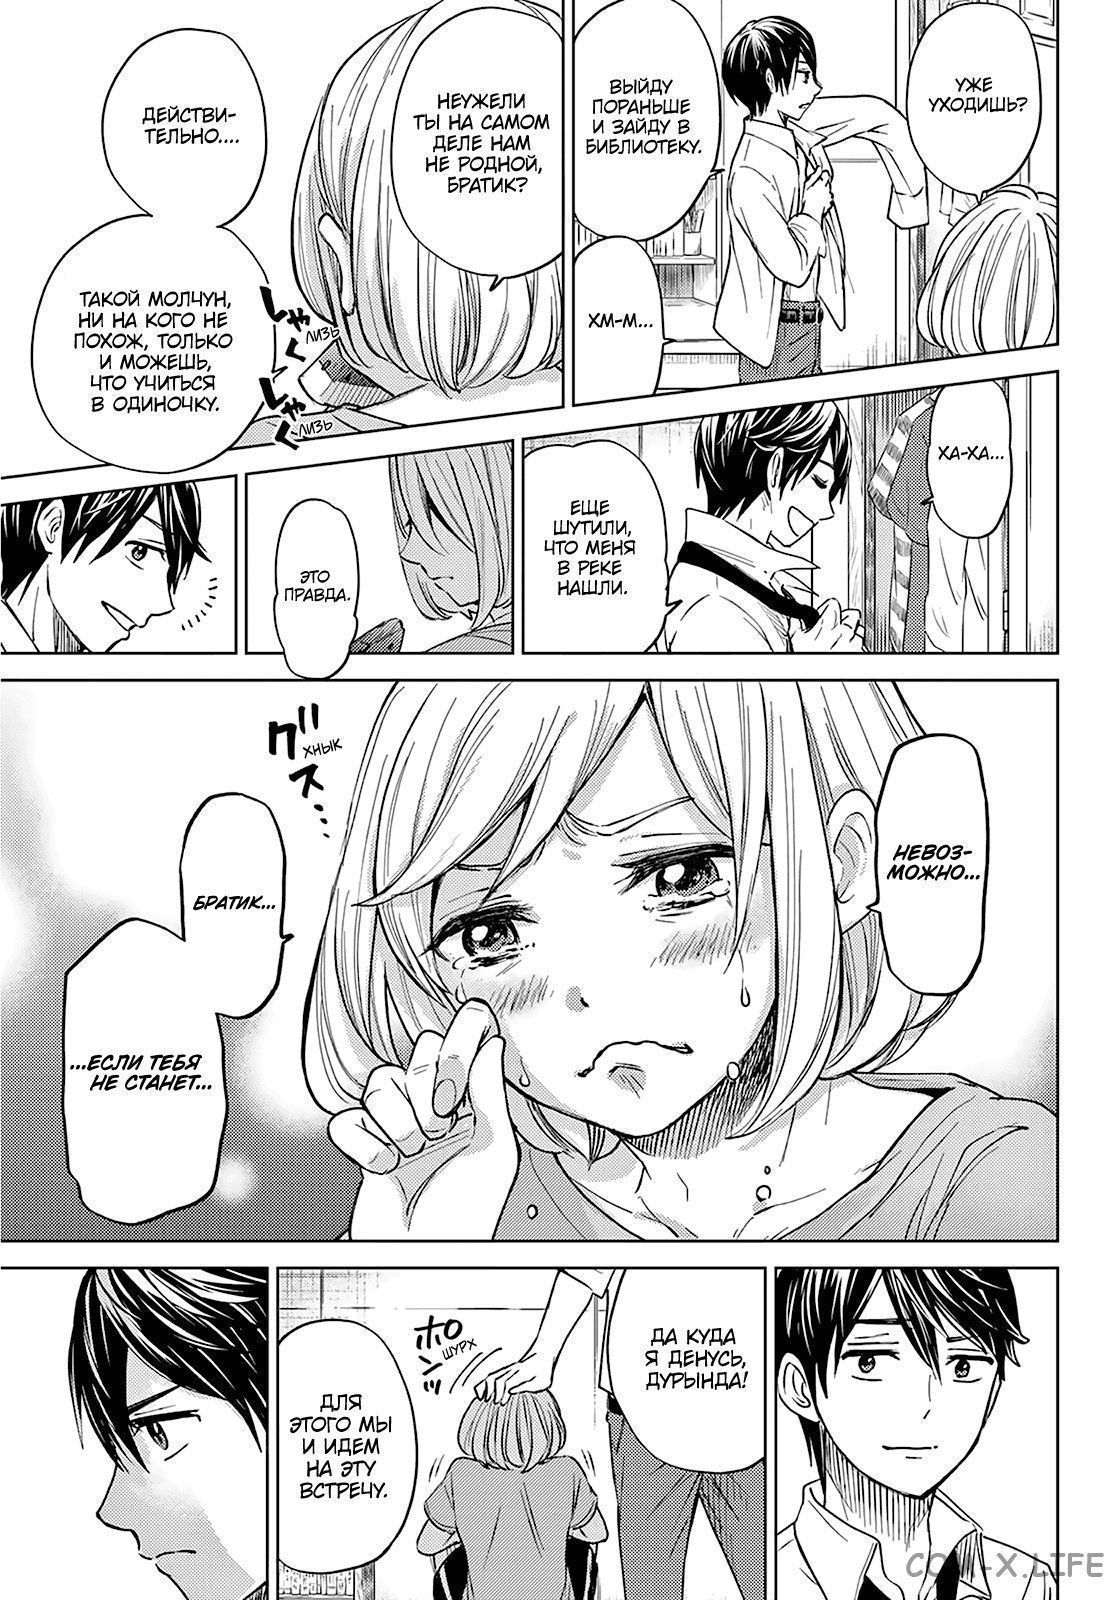 УЖЕ
УХОДИШЬ?
ВЫЙДУ
ПОРАНЬШЕ
И ЗАЙДУ В
БИБЛИОТЕКУ.
ХМ-М...
НЕУЖЕЛИ
ТЫ НА САМОМ
ДЕЛЕ НАМ
НЕ РОДНОЙ,
БРАТИК?
ДЕЙСТВИ-
ТЕЛЬНО....
ТАКОЙ МОЛЧУН,
НИ НА КОГО НЕ
ПОХОЖ, ТОЛЬКО
И МОЖЕШЬ,
ЧТО УЧИТЬСЯ
В ОДИНОЧКУ.
しゃく
ЛИЗЬ
しゃく
ЛИЗЬ
ХА-ХА...
ЕЩЕ
ШУТИЛИ,
ЧТО МЕНЯ
В РЕКЕ
НАШЛИ.
ЭТО
ПРАВДА.
НЕВОЗ-
МОЖНО...
グス…
ХНЫК
БРАТИК...
...ЕСЛИ ТЕБЯ
НЕ СТАНЕТ...
ДА КУДА
Я ДЕНУСЬ,
ДУРЫНДА!
ホンッ
ШУРХ
ДЛЯ
ЭТОГО МЫ
И ИДЕМ
НА ЭТУ
ВСТРЕЧУ.
COM-X.LIFE